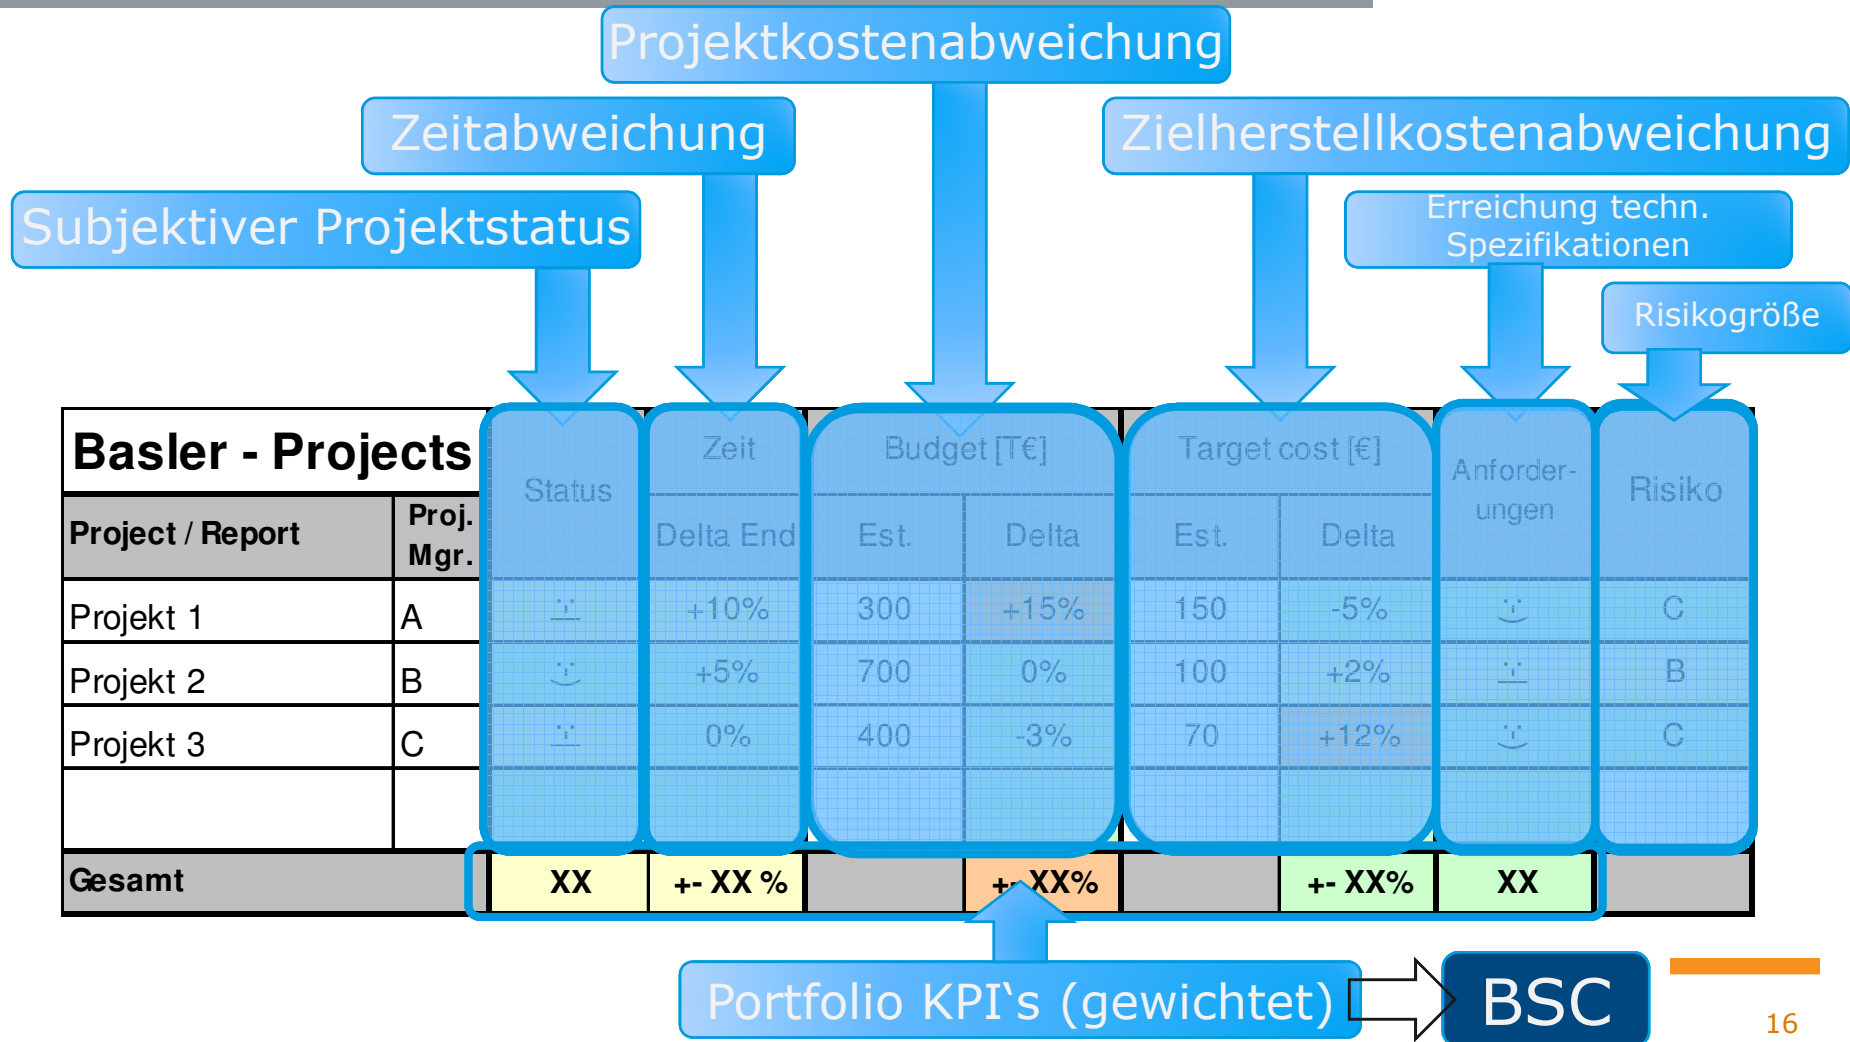 Projektkostenabweichung
Zeitabweichung
Zielherstellkostenabweichung
Subjektiver Projektstatus
Erreichung techn.
Spezifikationen
Risikogröße
Basler - Projects
Status
Zeit
Budget [T€]
Target cost [€]
Anforder-
ungen
Risiko
Project / Report
Proj.
Mgr.
Delta End
Est.
Delta
Est.
Delta
Projekt 1 A +10% 300 +15% 150 -5% C
Projekt 2 B +5% 700 0% 100 +2% B
Projekt 3 C 0% 400 -3% 70 +12% C
Gesamt XX +- XX % +- XX% +- XX% XX
Portfolio KPI‘s (gewichtet)
BSC
16